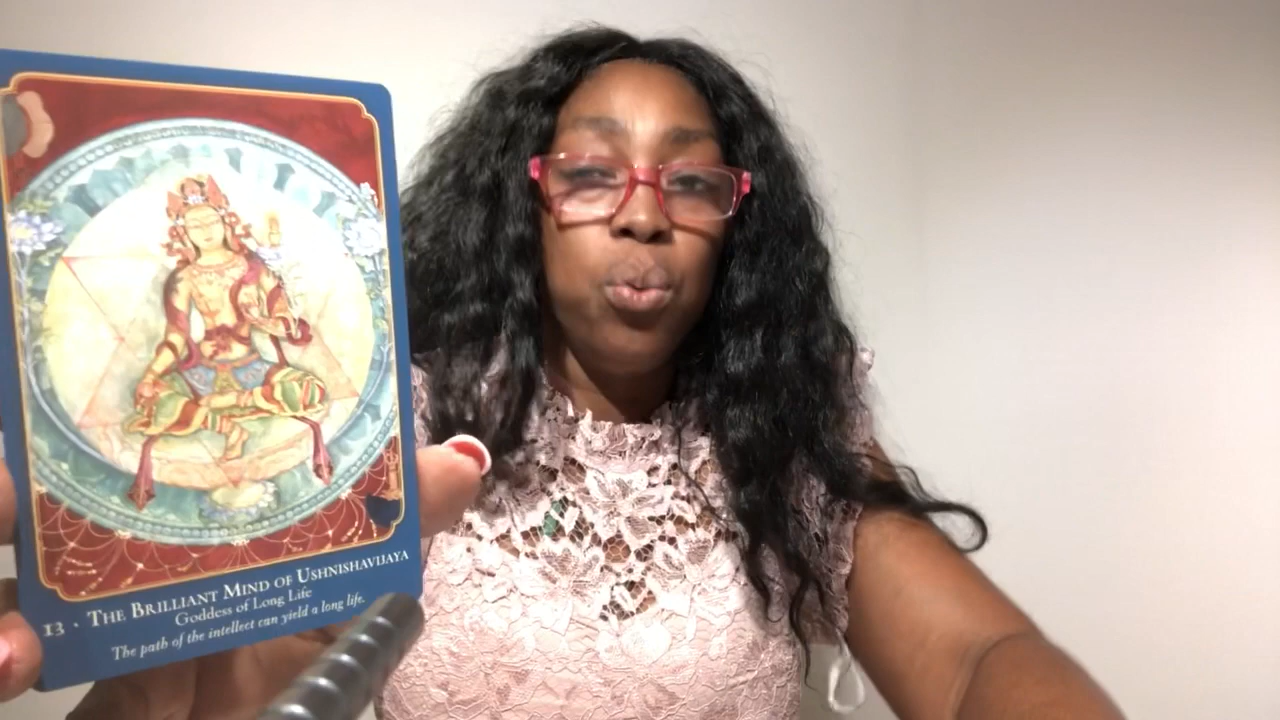 13 · The Brilliant Mind of Ushnishavijaya
Goddess of Long Life
The path of the intellect can yield a long life.